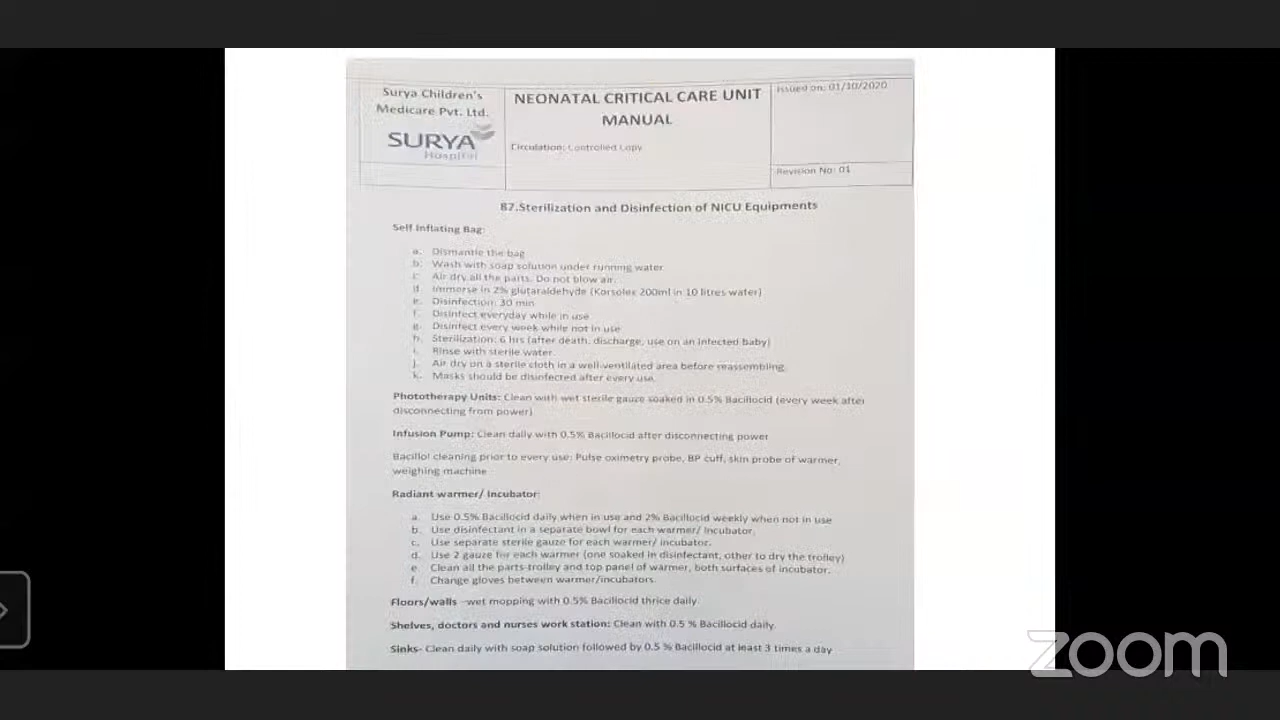 Surya Children's
Medicare Pvt. Ltd.
SURYA
Hospital
NEONATAL CRITICAL CARE UNIT
MANUAL
Circulation: Controlled Copy
Issued on: 01/10/2020
Revision No: 01
87.Sterilization and Disinfection of NICU Equipments
Self Inflating Bag:
a. Dismantle the bag
b. Wash with soap solution under running water
c. Air dry all the parts. Do not blow air.
d. Immerse in 2% glutaraldehyde (Korsolex 200ml in 10 litres water)
e. Disinfection: 30 min
f. Disinfect everyday while in use
g. Disinfect every week while not in use
h. Sterilization: 6 hrs (after death, discharge, use on an infected baby)
i. Rinse with sterile water.
j. Air dry on a sterile cloth in a well-ventilated area before reassembling.
k. Masks should be disinfected after every use.
Phototherapy Units: Clean with wet sterile gauze soaked in 0.5% Bacillocid (every week after
disconnecting from power)
Infusion Pump: Clean daily with 0.5% Bacillocid after disconnecting power
Bacillol cleaning prior to every use: Pulse oximetry probe, BP cuff, skin probe of warmer,
weighing machine
Radiant warmer/ Incubator:
a. Use 0.5% Bacillocid daily when in use and 2% Bacillocid weekly when not in use
b. Use disinfectant in a separate bowl for each warmer/ incubator.
c. Use separate sterile gauze for each warmer/ incubator.
d. Use 2 gauze for each warmer (one soaked in disinfectant, other to dry the trolley)
e. Clean all the parts-trolley and top panel of warmer, both surfaces of incubator.
f. Change gloves between warmer/incubators.
Floors/walls -wet mopping with 0.5% Bacillocid thrice daily.
Shelves, doctors and nurses work station: Clean with 0.5 % Bacillocid daily.
Sinks- Clean daily with soap solution followed by 0.5 % Bacillocid at least 3 times a day
zoom